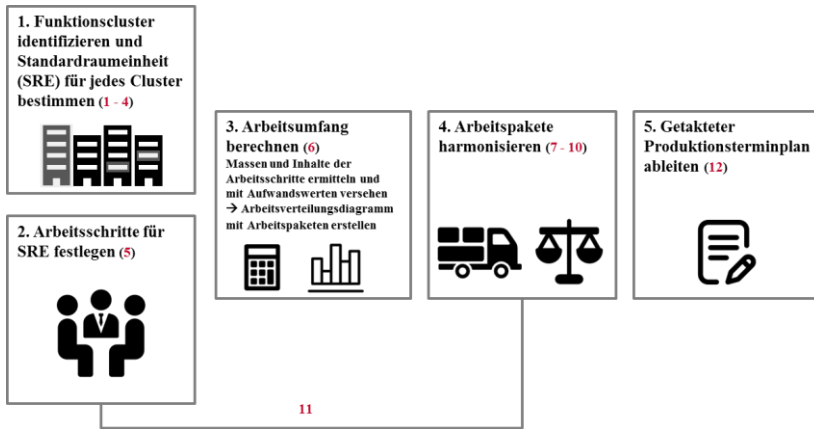 1. Funktionscluster
identifizieren und
Standardraumeinheit
(SRE) für jedes Cluster
bestimmen (1 - 4)
2. Arbeitsschritte für
SRE festlegen (5)
3. Arbeitsumfang
berechnen (6)
Massen und Inhalte der
Arbeitsschritte ermitteln und
mit Aufwandswerten versehen
→ Arbeitsverteilungsdiagramm
mit Arbeitspaketen erstellen
4. Arbeitspakete
harmonisieren (7 - 10)
5. Getakteter
Produktionsterminplan
ableiten (12)
11